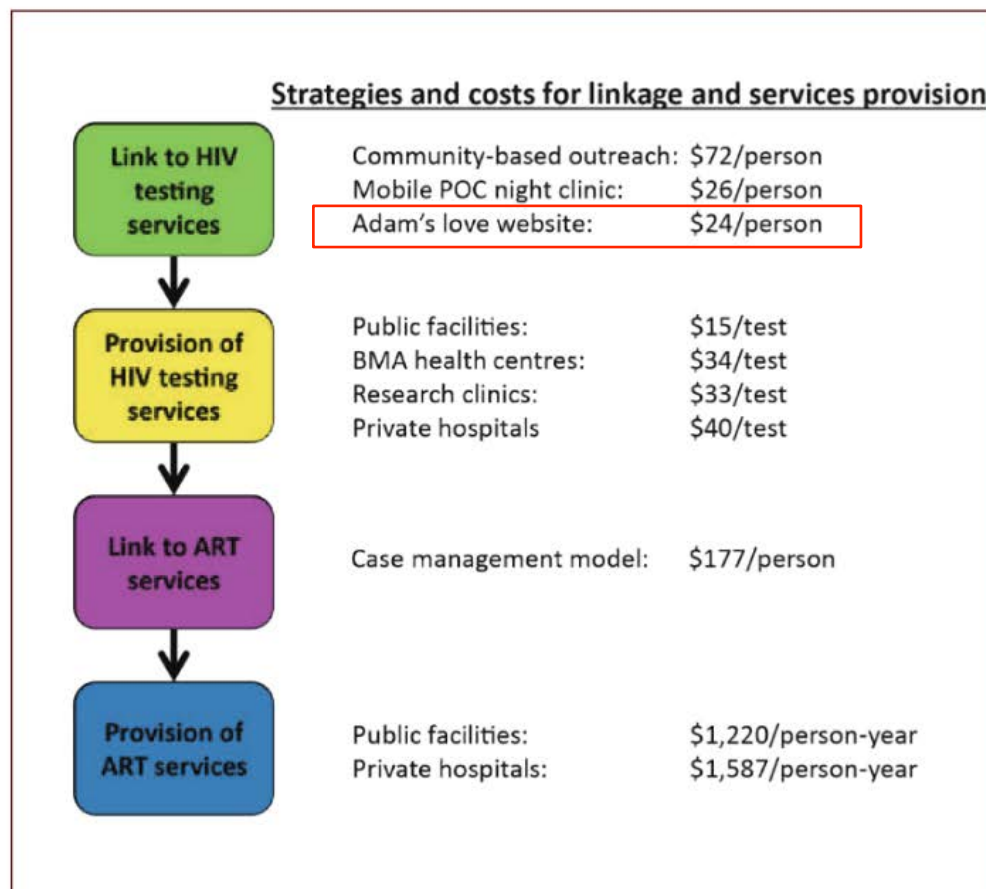 Strategies and costs for linkage and services provision
Link to HIV
testing
services
Community-based outreach: $72/person
Mobile POC night clinic: $26/person
Adam's love website: $24/person
Provision of
HIV testing
services
Public facilities: $15/test
BMA health centres: $34/test
Research clinics: $33/test
Private hospitals $40/test
Link to ART
services
Case management model: $177/person
Provision of
ART services
Public facilities: $1,220/person-year
Private hospitals: $1,587/person-year